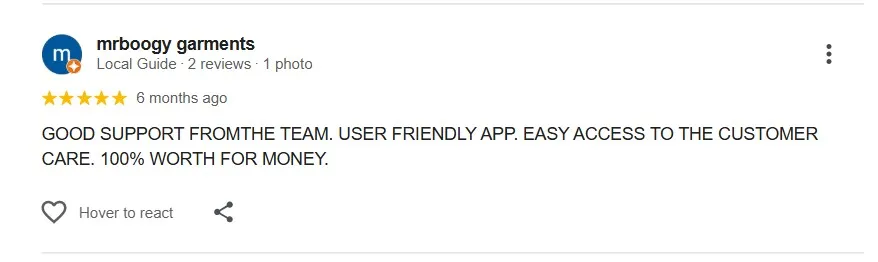 m
mrboogy garments
Local Guide · 2 reviews · 1 photo
6 months ago
GOOD SUPPORT FROMTHE TEAM. USER FRIENDLY APP. EASY ACCESS TO THE CUSTOMER
CARE. 100% WORTH FOR MONEY.
Hover to react